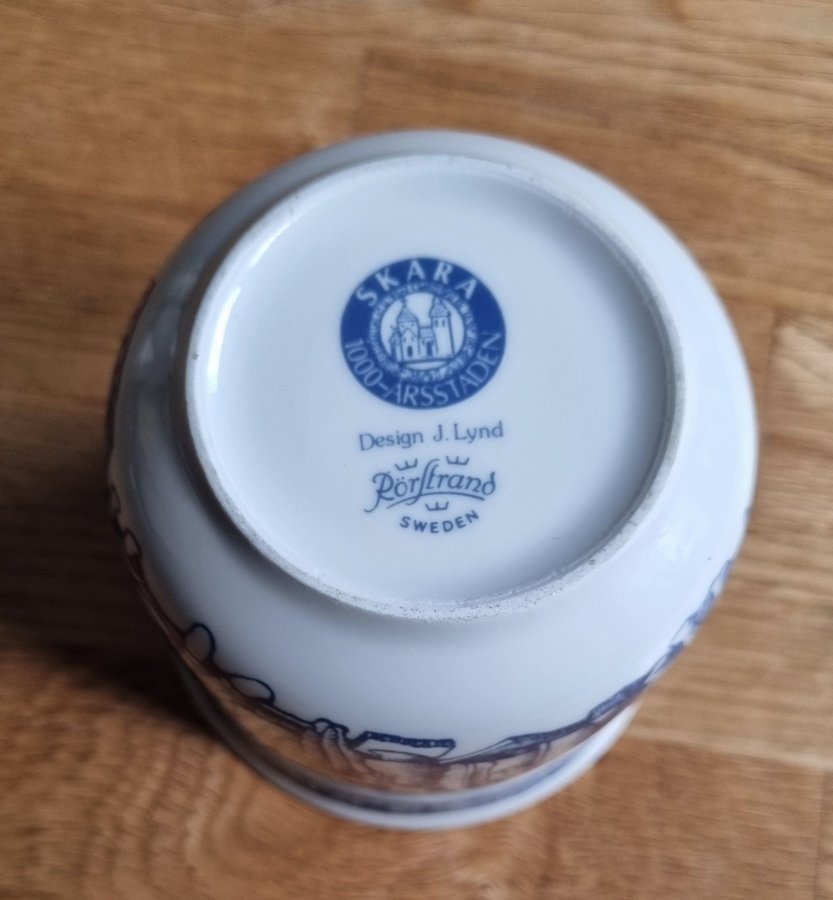 SKARA
1000-ÅRSSTADEN
Design J. Lynd
Rörstrand
SWEDEN